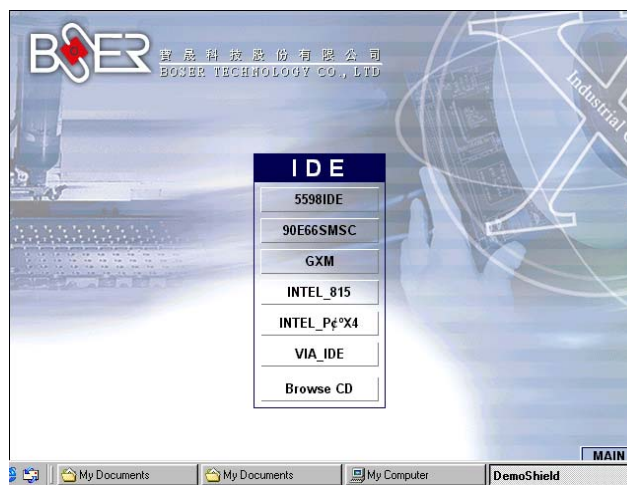 BOSER
寶晟科技股份有限公司
BOSER TECHNOLOGY CO., LTD
Industrial
IDE
5598IDE
90E66SMSC
GXM
INTEL_815
INTEL_P¢ºX4
VIA_IDE
Browse CD
MAIN
My Documents
My Documents
My Computer
DemoShield